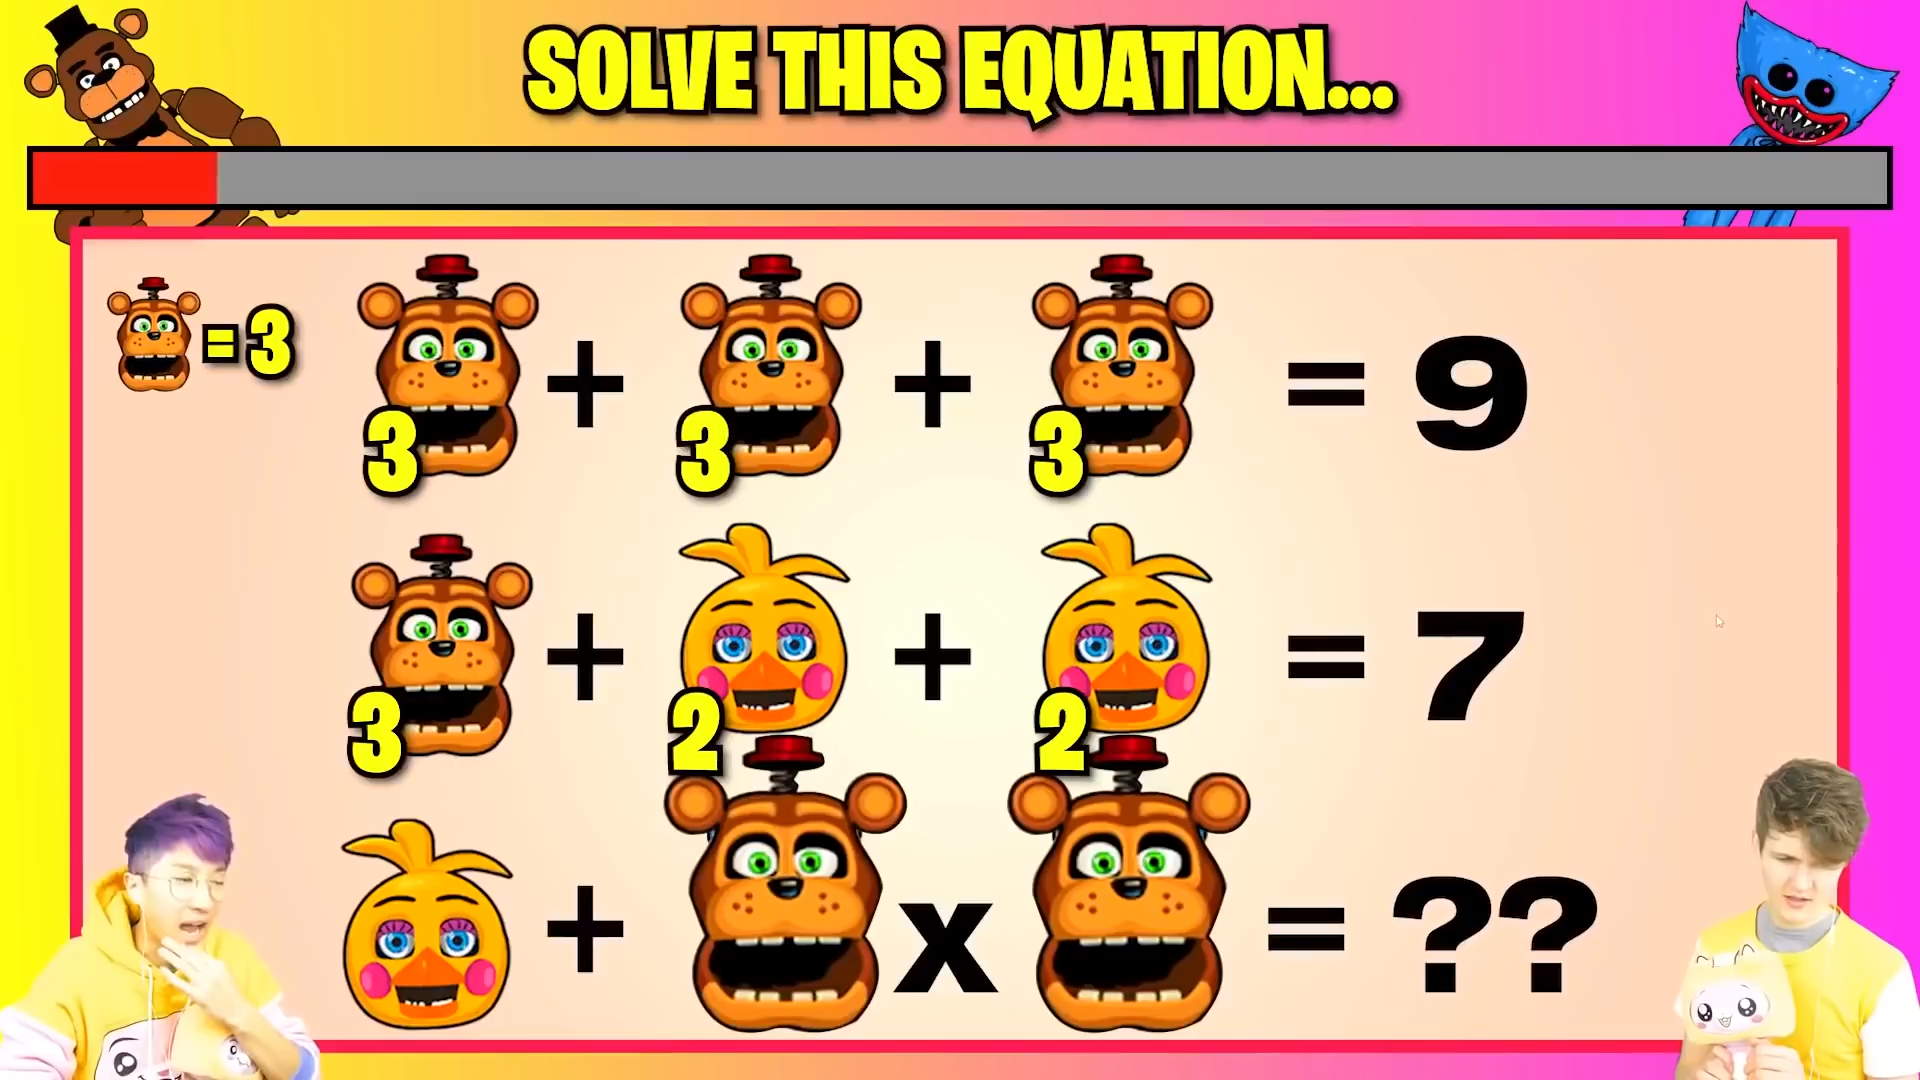 SOLVE THIS EQUATION...
=3
3 + 3 + 3 = 9
3 + 2 + 2 = 7
+ x = ??